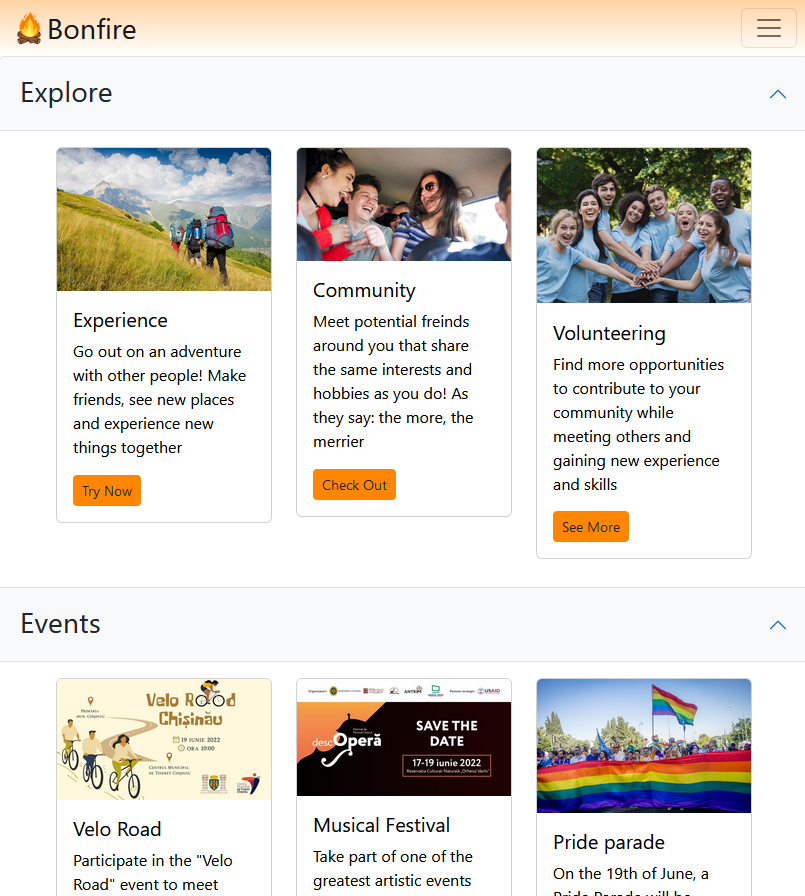 Bonfire
Explore
Experience
Go out on an adventure
with other people! Make
friends, see new places
and experience new
things together
Try Now
Community
Meet potential freinds
around you that share
the same interests and
hobbies as you do! As
they say: the more, the
merrier
Check Out
Volunteering
Find more opportunities
to contribute to your
community while
meeting others and
gaining new experience
and skills
See More
Events
Velo Road
Chișinău
PRIMĂRIA
MUN. CHIȘINĂU
19 IUNIE 2022
ORA 10:00
CENTRUL MUNICIPAL
DE TINERET CHIȘINĂU
Velo Road
Participate in the "Velo
Road" event to meet
ANTRIM
USAID
descOperă
SAVE THE
DATE
17-19 iunie 2022
Rezervația Cultural-Naturală „Orheiul Vechi”
Musical Festival
Take part of one of the
greatest artistic events
Pride parade
On the 19th of June, a
Pride Parade will be